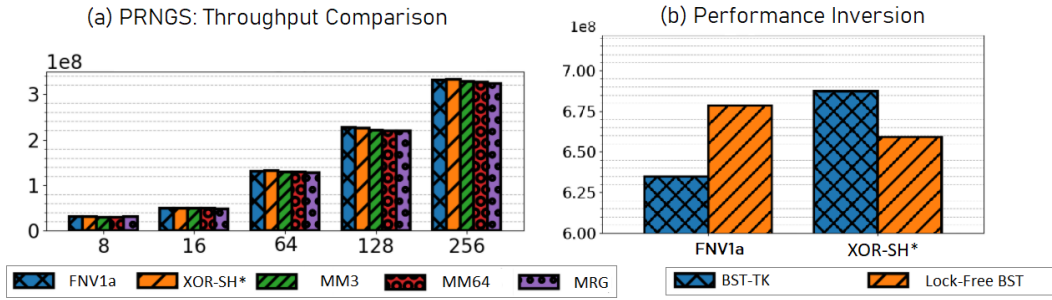 (a) PRNGS: Throughput Comparison
1e8
3
2
1
0
8 16 64 128 256
FNV1a XOR-SH* MM3 MM64 MRG
(b) Performance Inversion
1e8
7.00
6.75
6.50
6.25
6.00
FNV1a XOR-SH*
BST-TK Lock-Free BST